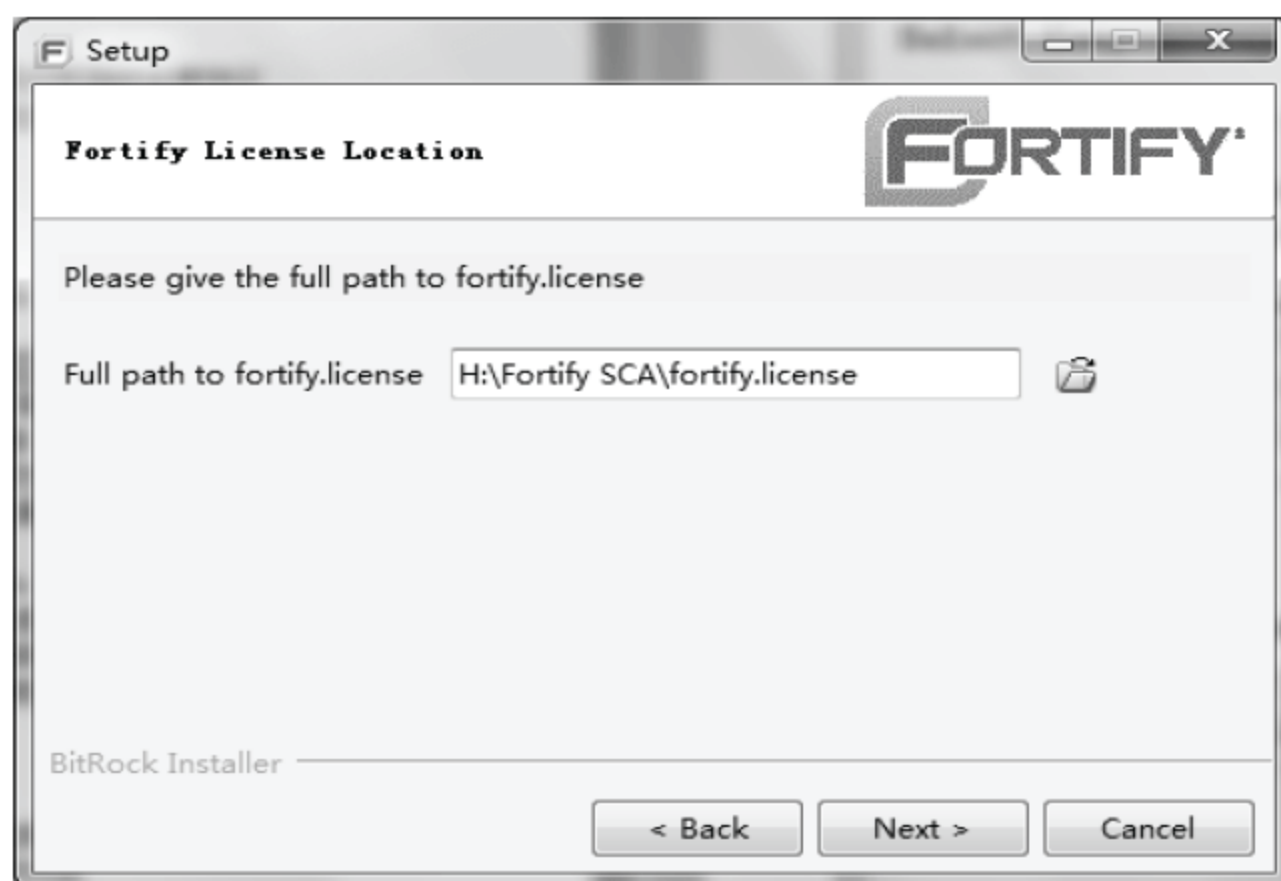 Setup
Fortify License Location
FORTIFY
Please give the full path to fortify.license
Full path to fortify.license H:\Fortify SCA\fortify.license
BitRock Installer
< Back Next > Cancel